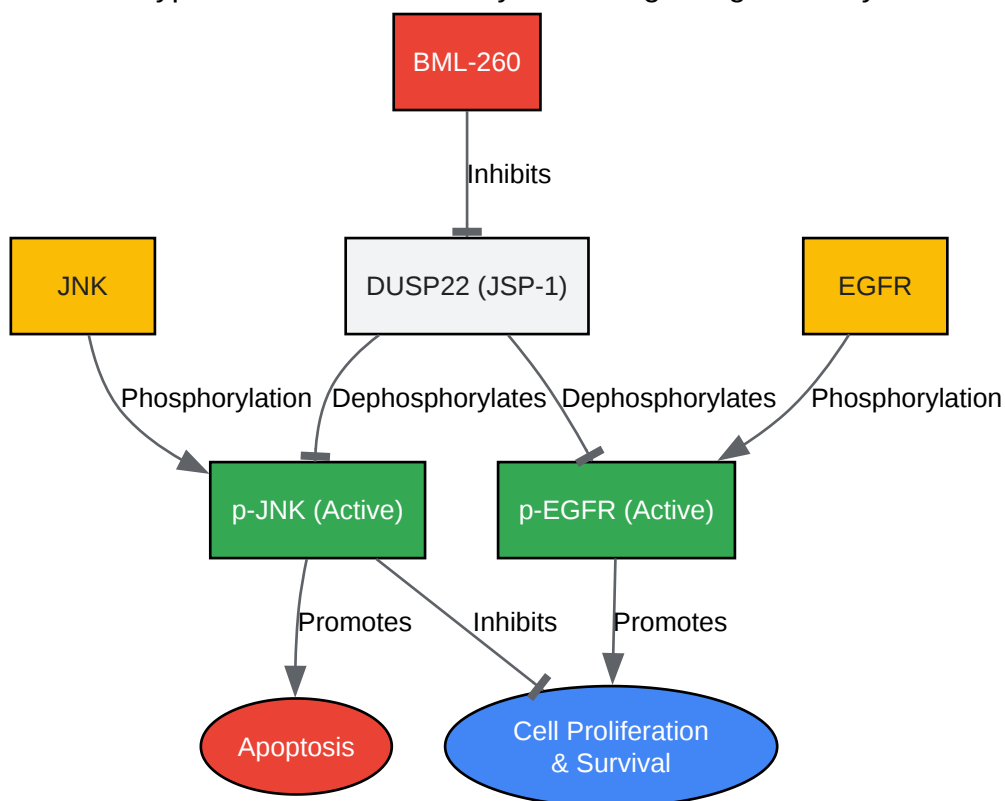 BML-260
Inhibits
JNK
DUSP22 (JSP-1)
EGFR
Phosphorylation
Dephosphorylates
Dephosphorylates
Phosphorylation
p-JNK (Active)
p-EGFR (Active)
Promotes
Inhibits
Promotes
Apoptosis
Cell Proliferation
& Survival